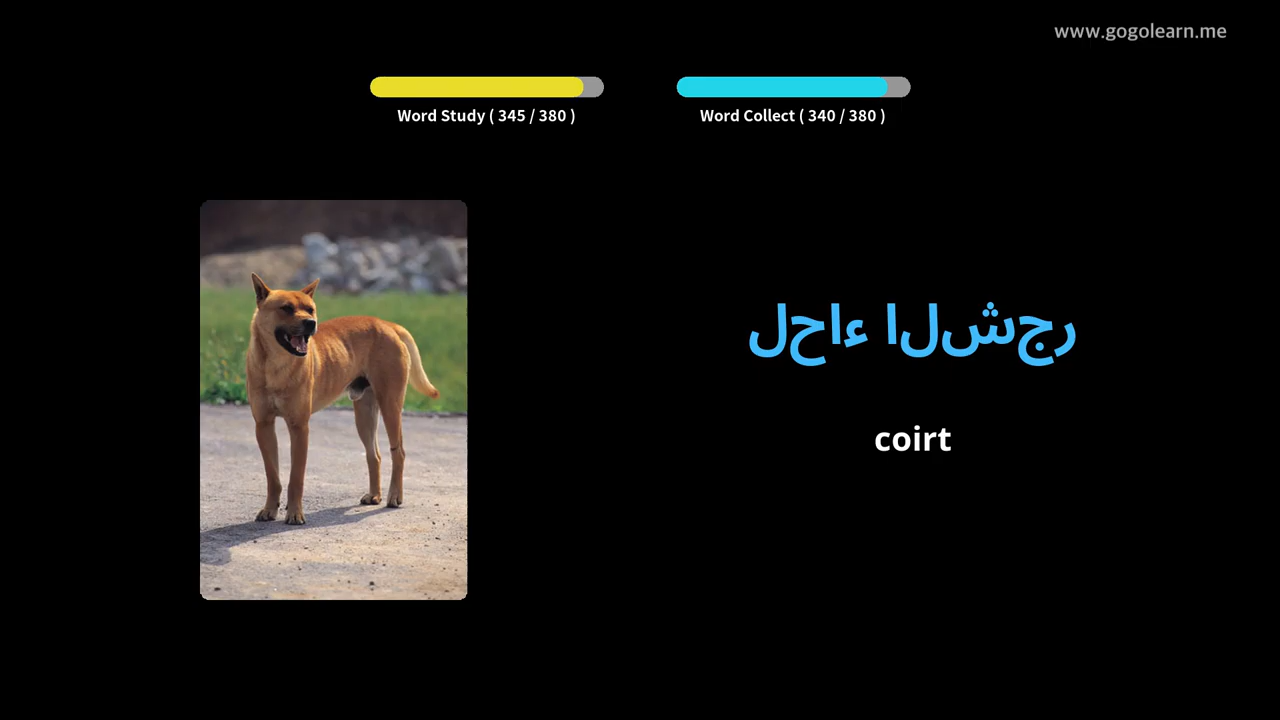 www.gogolearn.me
Word Study ( 345 / 380 )
Word Collect ( 340 / 380 )
لحاء الشجر
coirt